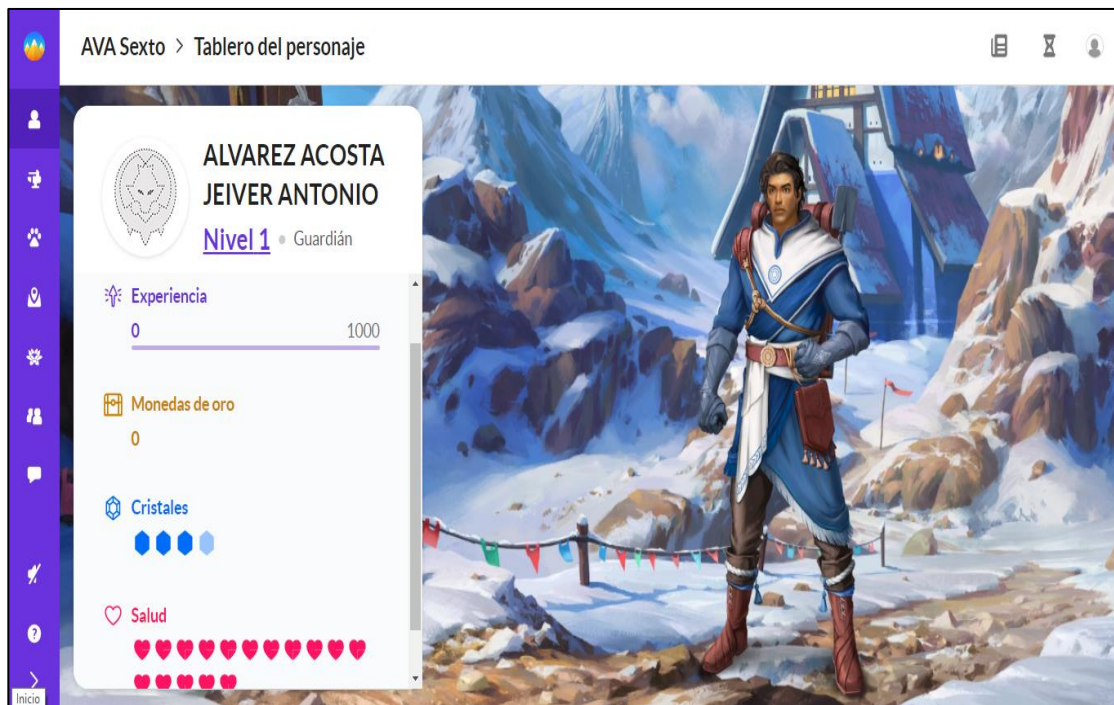 AVA Sexto > Tablero del personaje
ALVAREZ ACOSTA
JEIVER ANTONIO
Nivel 1 • Guardián
Experiencia
0 1000
Monedas de oro
0
Cristales
Salud
Inicio